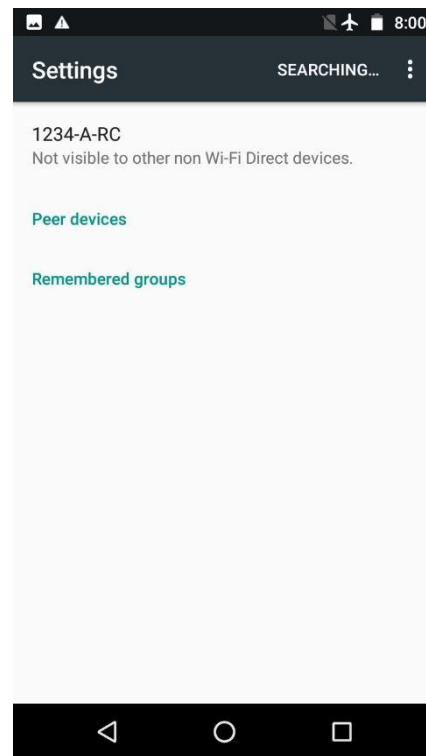 8:00
Settings SEARCHING...
1234-A-RC
Not visible to other non Wi-Fi Direct devices.
Peer devices
Remembered groups